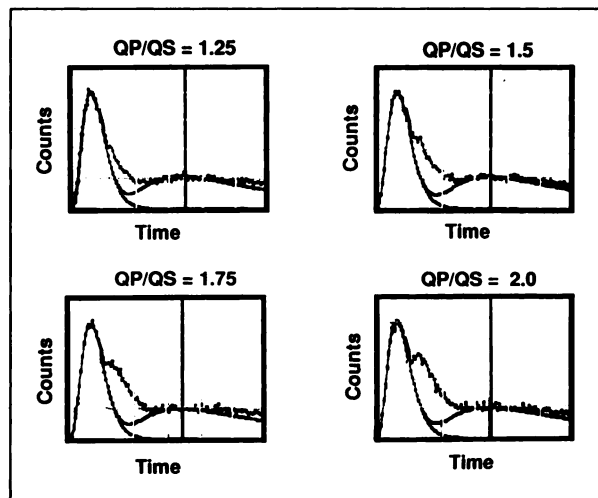 QP/QS = 1.25
Counts
Time
QP/QS = 1.5
Counts
Time
QP/QS = 1.75
Counts
Time
QP/QS = 2.0
Counts
Time